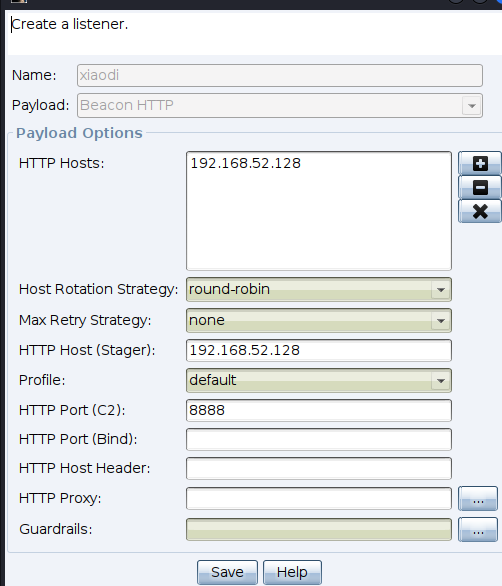 Create a listener.
Name: xiaodi
Payload: Beacon HTTP
Payload Options
HTTP Hosts: 192.168.52.128
Host Rotation Strategy: round-robin
Max Retry Strategy: none
HTTP Host (Stager): 192.168.52.128
Profile: default
HTTP Port (C2): 8888
HTTP Port (Bind):
HTTP Host Header:
HTTP Proxy: ...
Guardrails: ...
Save Help